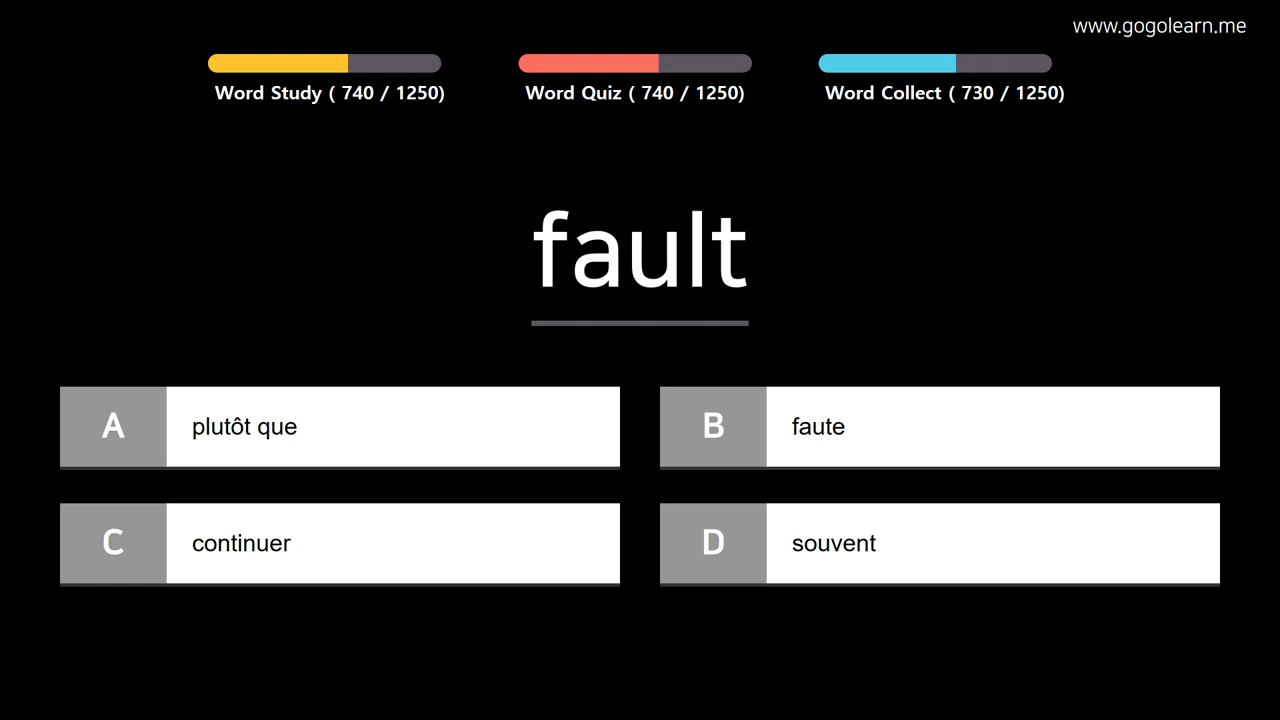 www.gogolearn.me
Word Study ( 740 / 1250)
Word Quiz ( 740 / 1250)
Word Collect ( 730 / 1250)
fault
A
plutôt que
B
faute
C
continuer
D
souvent